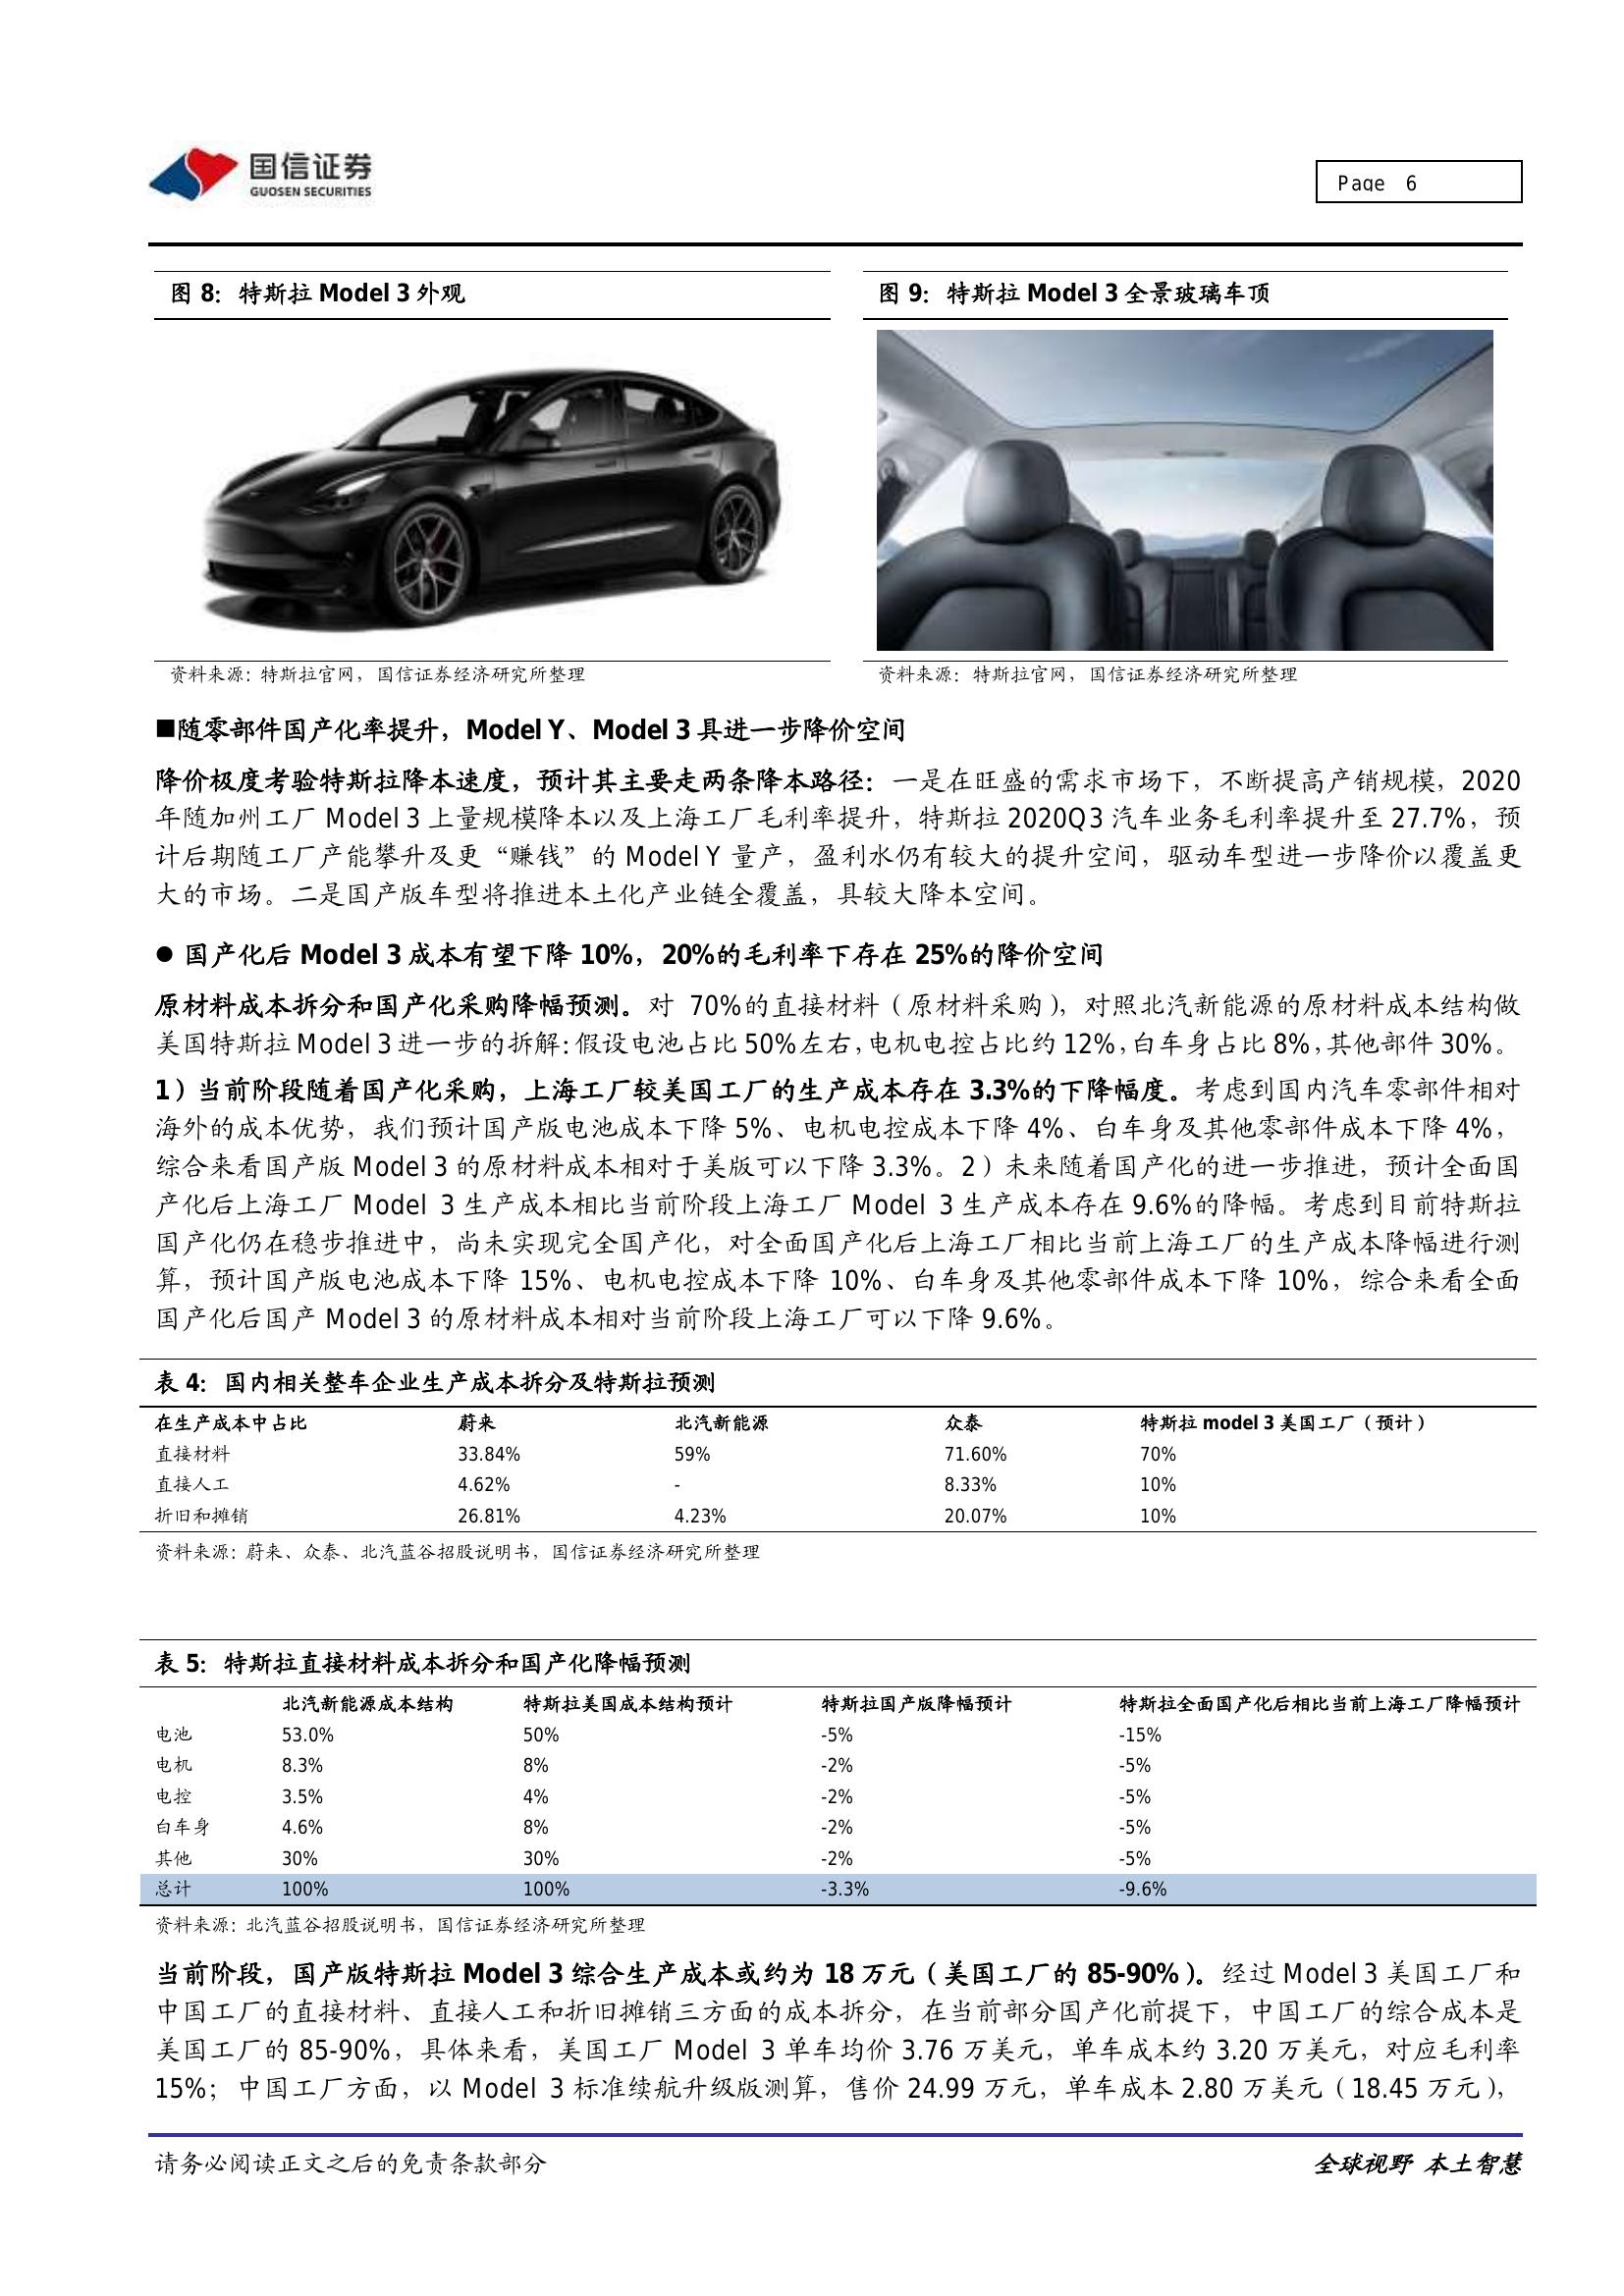 国信证券
GUOSEN SECURITIES
Page 6
图 8：特斯拉 Model 3 外观
图 9：特斯拉 Model 3 全景玻璃车顶
资料来源：特斯拉官网，国信证券经济研究所整理
资料来源：特斯拉官网，国信证券经济研究所整理
■随零部件国产化率提升，Model Y、Model 3 具进一步降价空间
降价极度考验特斯拉降本速度，预计其主要走两条降本路径：一是在旺盛的需求市场下，不断提高产销规模，2020
年随加州工厂 Model 3 上量规模降本以及上海工厂毛利率提升，特斯拉 2020Q3 汽车业务毛利率提升至 27.7%，预
计后期随工厂产能攀升及更“赚钱”的 Model Y 量产，盈利水仍有较大的提升空间，驱动车型进一步降价以覆盖更
大的市场。二是国产版车型将推进本土化产业链全覆盖，具较大降本空间。
● 国产化后 Model 3 成本有望下降 10%，20%的毛利率下存在 25%的降价空间
原材料成本拆分和国产化采购降幅预测。对 70%的直接材料（原材料采购），对照北汽新能源的原材料成本结构做
美国特斯拉 Model 3 进一步的拆解：假设电池占比 50%左右，电机电控占比约 12%，白车身占比 8%，其他部件 30%。
1）当前阶段随着国产化采购，上海工厂较美国工厂的生产成本存在 3.3%的下降幅度。考虑到国内汽车零部件相对
海外的成本优势，我们预计国产版电池成本下降 5%、电机电控成本下降 4%、白车身及其他零部件成本下降 4%，
综合来看国产版 Model 3 的原材料成本相对于美版可以下降 3.3%。2）未来随着国产化的进一步推进，预计全面国
产化后上海工厂 Model 3 生产成本相比当前阶段上海工厂 Model 3 生产成本存在 9.6%的降幅。考虑到目前特斯拉
国产化仍在稳步推进中，尚未实现完全国产化，对全面国产化后上海工厂相比当前上海工厂的生产成本降幅进行测
算，预计国产版电池成本下降 15%、电机电控成本下降 10%、白车身及其他零部件成本下降 10%，综合来看全面
国产化后国产 Model 3 的原材料成本相对当前阶段上海工厂可以下降 9.6%。
表 4：国内相关整车企业生产成本拆分及特斯拉预测
在生产成本中占比 蔚来 北汽新能源 众泰 特斯拉 model 3 美国工厂（预计）
直接材料 33.84% 59% 71.60% 70%
直接人工 4.62% - 8.33% 10%
折旧和摊销 26.81% 4.23% 20.07% 10%
资料来源：蔚来、众泰、北汽蓝谷招股说明书，国信证券经济研究所整理
表 5：特斯拉直接材料成本拆分和国产化降幅预测
北汽新能源成本结构 特斯拉美国成本结构预计 特斯拉国产版降幅预计 特斯拉全面国产化后相比当前上海工厂降幅预计
电池 53.0% 50% -5% -15%
电机 8.3% 8% -2% -5%
电控 3.5% 4% -2% -5%
白车身 4.6% 8% -2% -5%
其他 30% 30% -2% -5%
总计 100% 100% -3.3% -9.6%
资料来源：北汽蓝谷招股说明书，国信证券经济研究所整理
当前阶段，国产版特斯拉 Model 3 综合生产成本或约为 18 万元（美国工厂的 85-90%）。经过 Model 3 美国工厂和
中国工厂的直接材料、直接人工和折旧摊销三方面的成本拆分，在当前部分国产化前提下，中国工厂的综合成本是
美国工厂的 85-90%，具体来看，美国工厂 Model 3 单车均价 3.76 万美元，单车成本约 3.20 万美元，对应毛利率
15%；中国工厂方面，以 Model 3 标准续航升级版测算，售价 24.99 万元，单车成本 2.80 万美元（18.45 万元），
请务必阅读正文之后的免责条款部分
全球视野 本土智慧